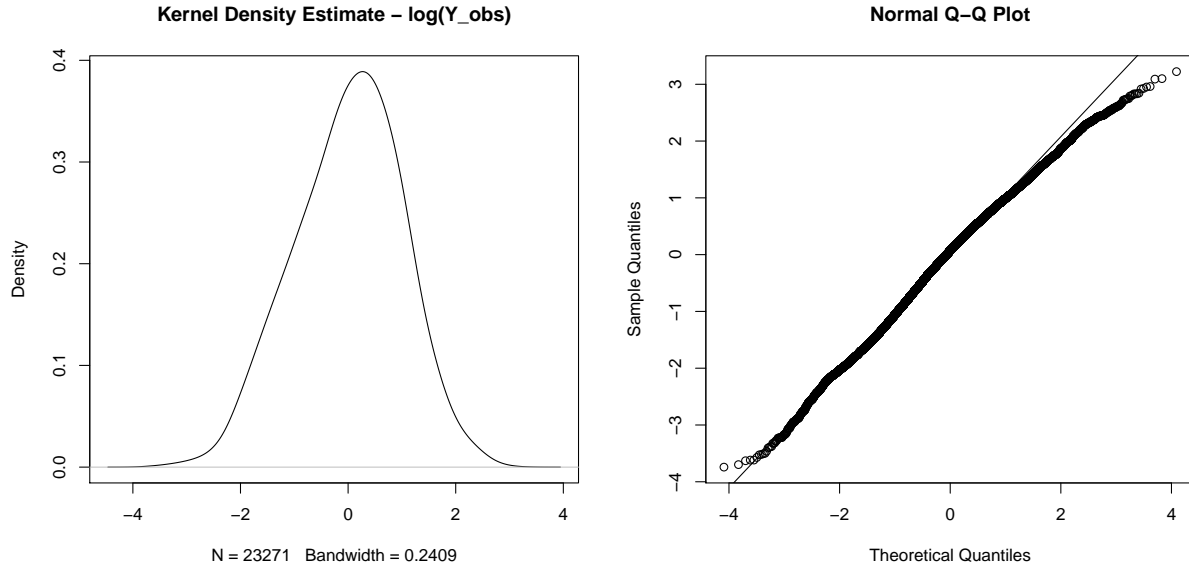 Kernel Density Estimate − log(Y_obs)
Density
0.4
0.3
0.2
0.1
0.0
−4 −2 0 2 4
N = 23271 Bandwidth = 0.2409
Normal Q−Q Plot
Sample Quantiles
3
2
1
0
−1
−2
−3
−4
−4 −2 0 2 4
Theoretical Quantiles